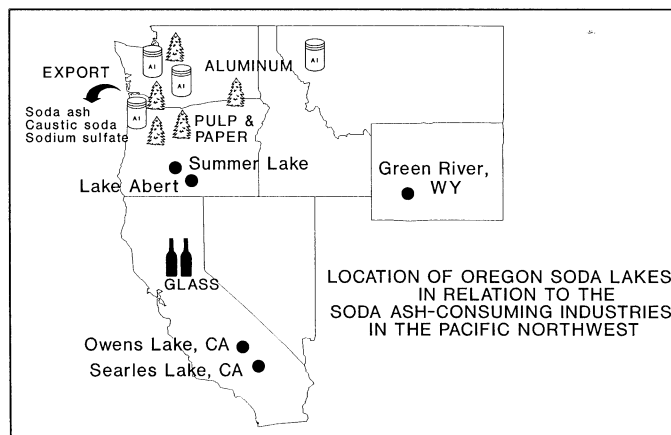 EXPORT
Soda ash
Caustic soda
Sodium sulfate
Al
Al
Al
Al
ALUMINUM
PULP &
PAPER
Summer Lake
Lake Abert
Green River,
WY
GLASS
LOCATION OF OREGON SODA LAKES
IN RELATION TO THE
SODA ASH-CONSUMING INDUSTRIES
IN THE PACIFIC NORTHWEST
Owens Lake, CA
Searles Lake, CA